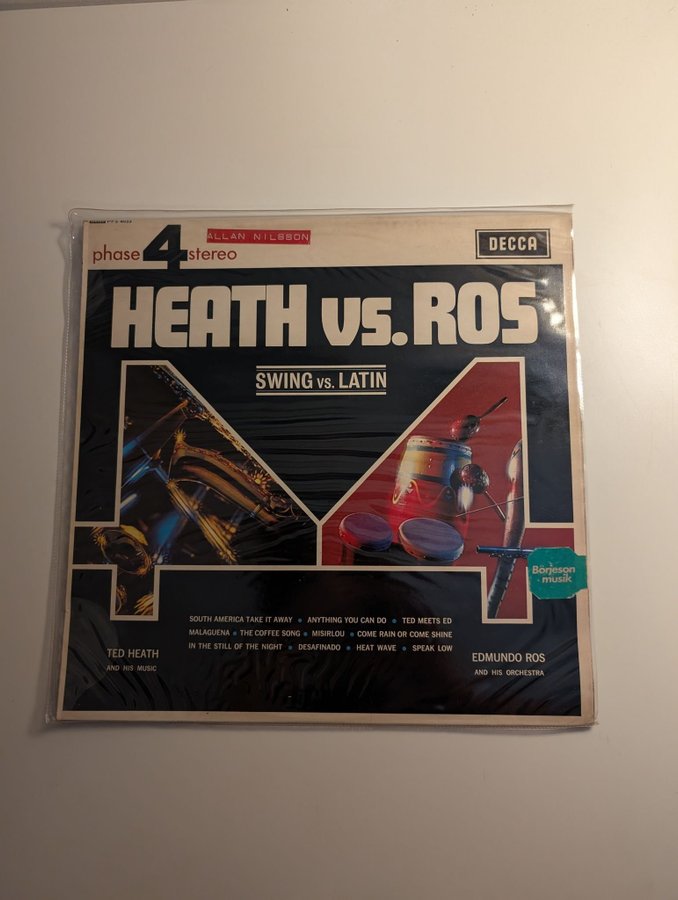 ALLAN NILSSON
phase 4 stereo
DECCA
HEATH vs. ROS
SWING vs. LATIN
Börjeson
musik
SOUTH AMERICA TAKE IT AWAY • ANYTHING YOU CAN DO • TED MEETS ED
MALAGUENA • THE COFFEE SONG • MISIRLOU • COME RAIN OR COME SHINE
IN THE STILL OF THE NIGHT • DESAFINADO • HEAT WAVE • SPEAK LOW
TED HEATH
AND HIS MUSIC
EDMUNDO ROS
AND HIS ORCHESTRA